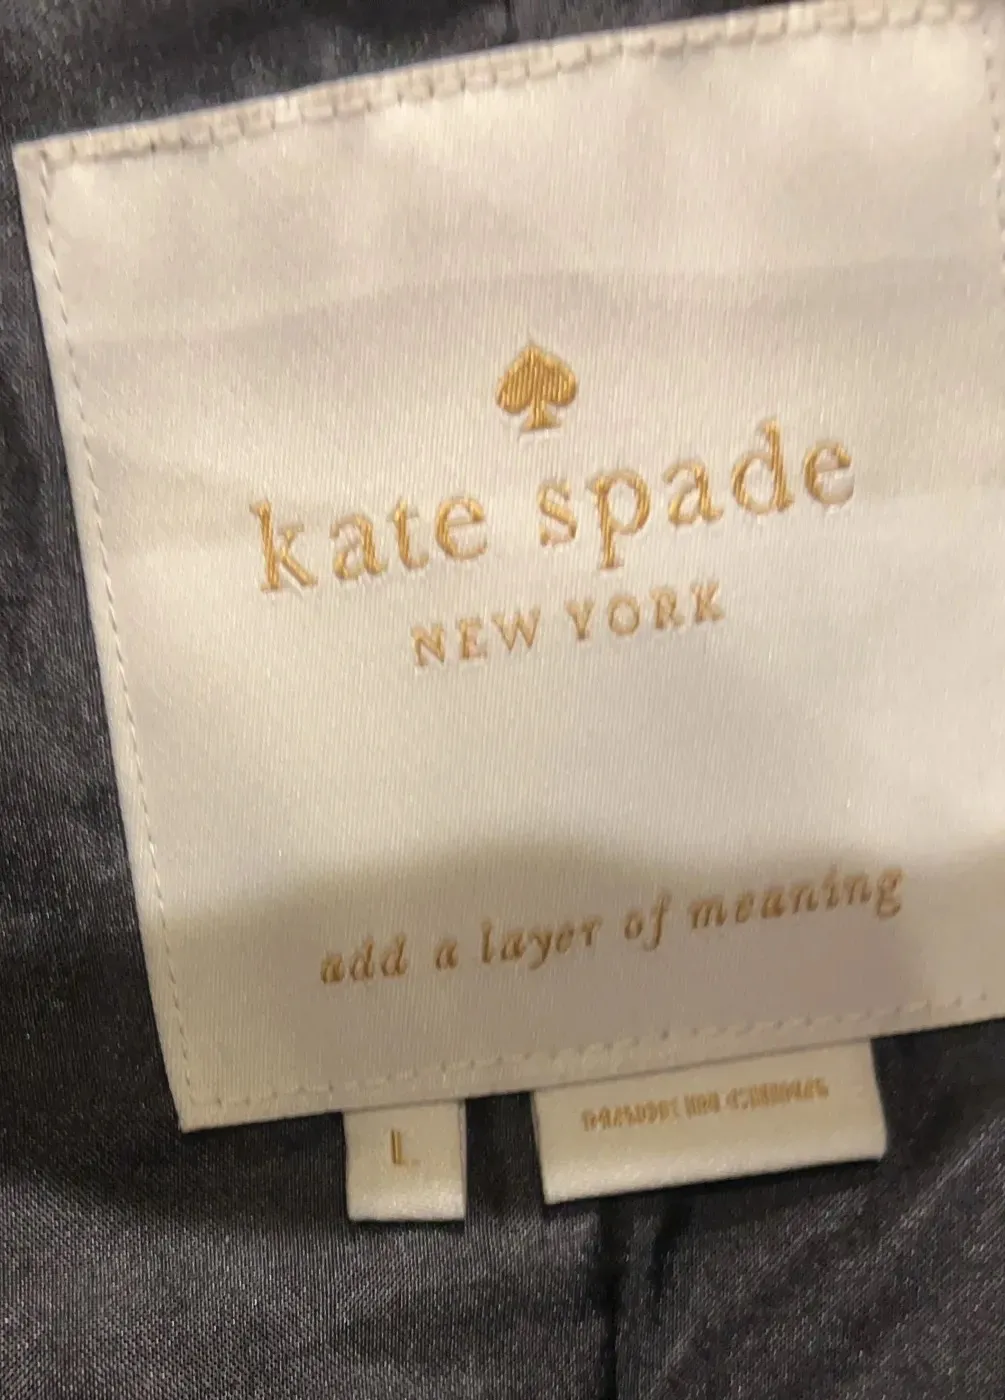 kate spade
NEW YORK
add a layer of meaning
L